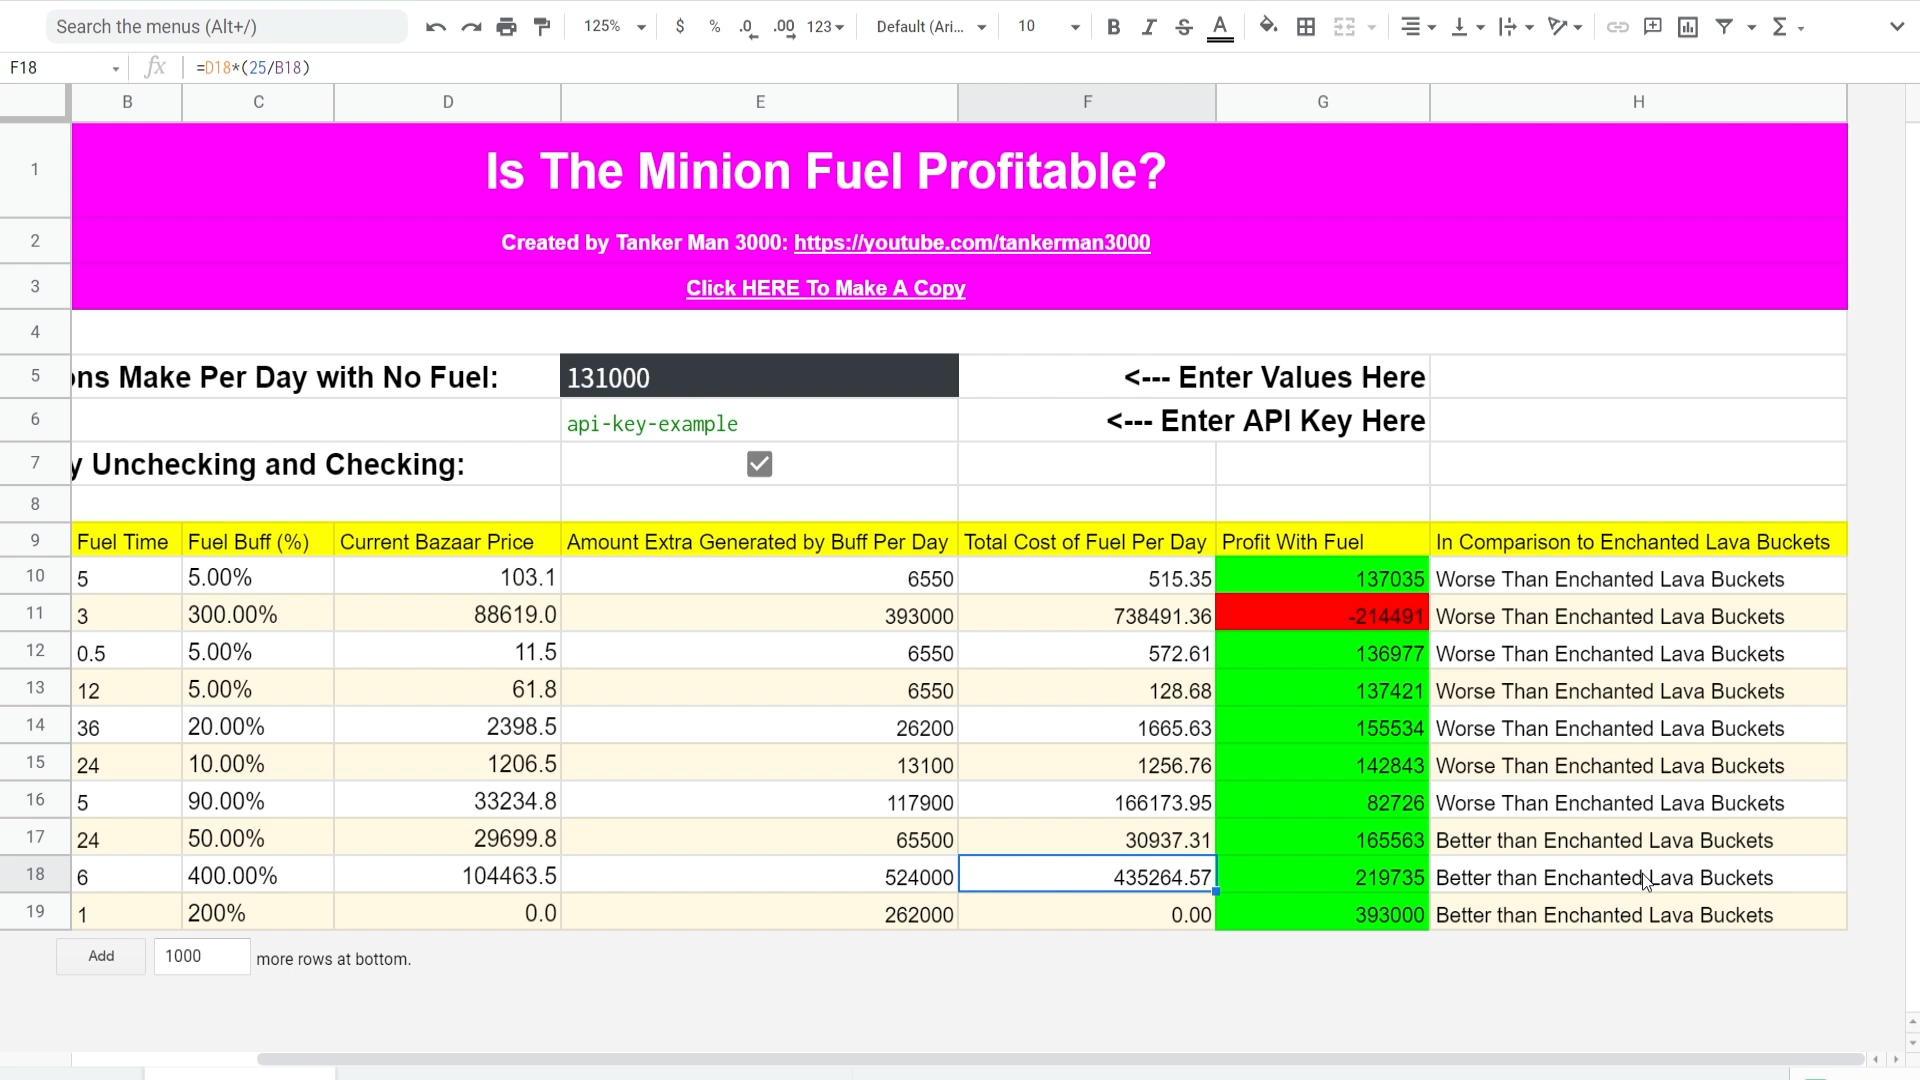 Search the menus (Alt+/)
125%
$ % .0 .00 123
Default (Ari...
10
B I S A
F18
fx
=D18*(25/B18)
B C D E F G H
1 Is The Minion Fuel Profitable?
2 Created by Tanker Man 3000: https://youtube.com/tankerman3000
3 Click HERE To Make A Copy
4
5 ons Make Per Day with No Fuel: 131000 <--- Enter Values Here
6 api-key-example <--- Enter API Key Here
7 y Unchecking and Checking:
8
9 Fuel Time Fuel Buff (%) Current Bazaar Price Amount Extra Generated by Buff Per Day Total Cost of Fuel Per Day Profit With Fuel In Comparison to Enchanted Lava Buckets
10 5 5.00% 103.1 6550 515.35 137035 Worse Than Enchanted Lava Buckets
11 3 300.00% 88619.0 393000 738491.36 -214491 Worse Than Enchanted Lava Buckets
12 0.5 5.00% 11.5 6550 572.61 136977 Worse Than Enchanted Lava Buckets
13 12 5.00% 61.8 6550 128.68 137421 Worse Than Enchanted Lava Buckets
14 36 20.00% 2398.5 26200 1665.63 155534 Worse Than Enchanted Lava Buckets
15 24 10.00% 1206.5 13100 1256.76 142843 Worse Than Enchanted Lava Buckets
16 5 90.00% 33234.8 117900 166173.95 82726 Worse Than Enchanted Lava Buckets
17 24 50.00% 29699.8 65500 30937.31 165563 Better than Enchanted Lava Buckets
18 6 400.00% 104463.5 524000 435264.57 219735 Better than Enchanted Lava Buckets
19 1 200% 0.0 262000 0.00 393000 Better than Enchanted Lava Buckets
Add 1000 more rows at bottom.